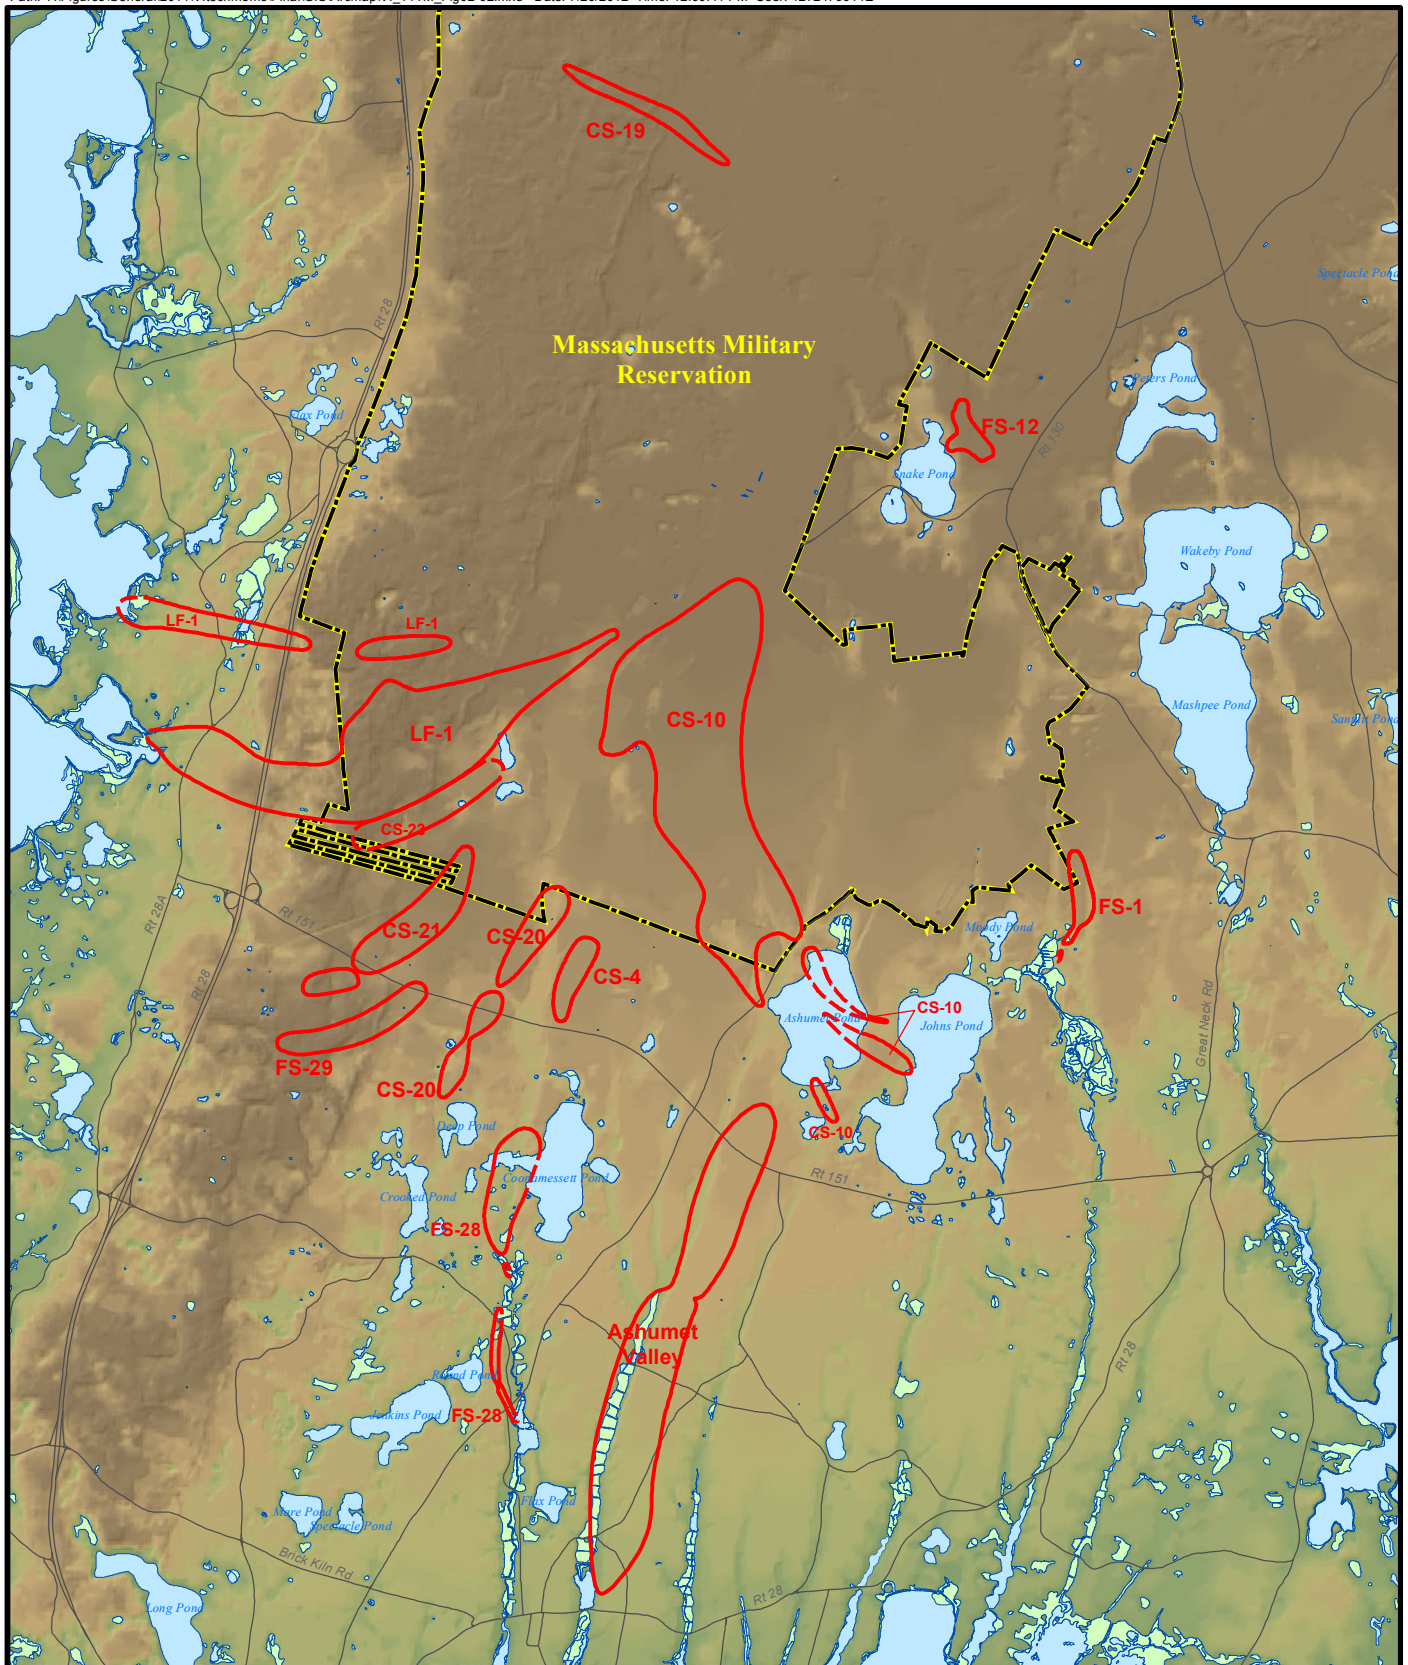 CS-19
Spectacle Pond
Rt 28
Massachusetts Military
Reservation
Peters Pond
Flax Pond
FS-12
Rt 130
Snake Pond
Wakeby Pond
LF-1
LF-1
Mashpee Pond
CS-10
LF-1
CS-23
Rt 28A
Rt 151
CS-21
CS-20
FS-1
Moody Pond
CS-4
Rt 28
CS-10
Ashumet Pond
Johns Pond
Great Neck Rd
FS-29
CS-20
Deep Pond
CS-10
Rt 151
Coonamessett Pond
Crooked Pond
FS-28
Ashumet
Valley
Rt 28
Round Pond
Jenkins Pond
FS-28
Flax Pond
Mare Pond
Spectacle Pond
Brick Kiln Rd
Rt 28
Long Pond